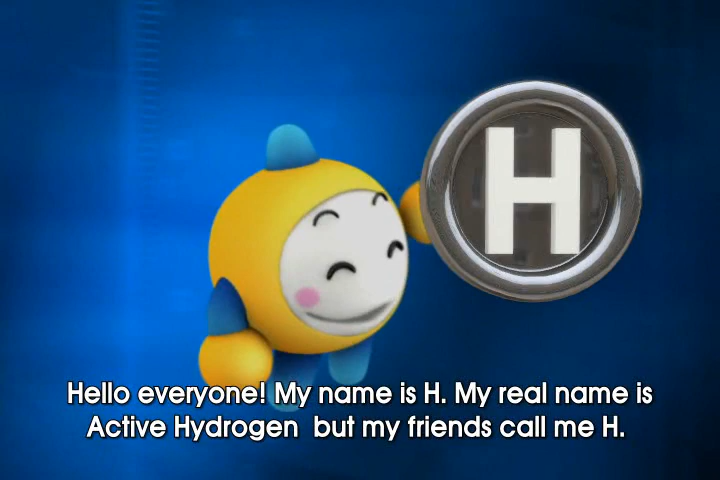 H
Hello everyone! My name is H. My real name is
Active Hydrogen  but my friends call me H.